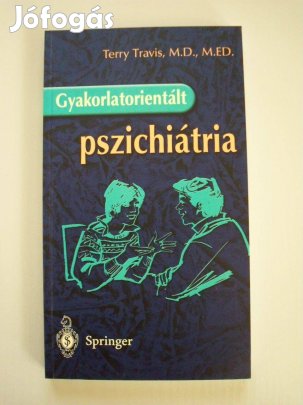 Jófogás
Terry Travis, M.D., M.ED.
Gyakorlatorientált
pszichiátria
Springer